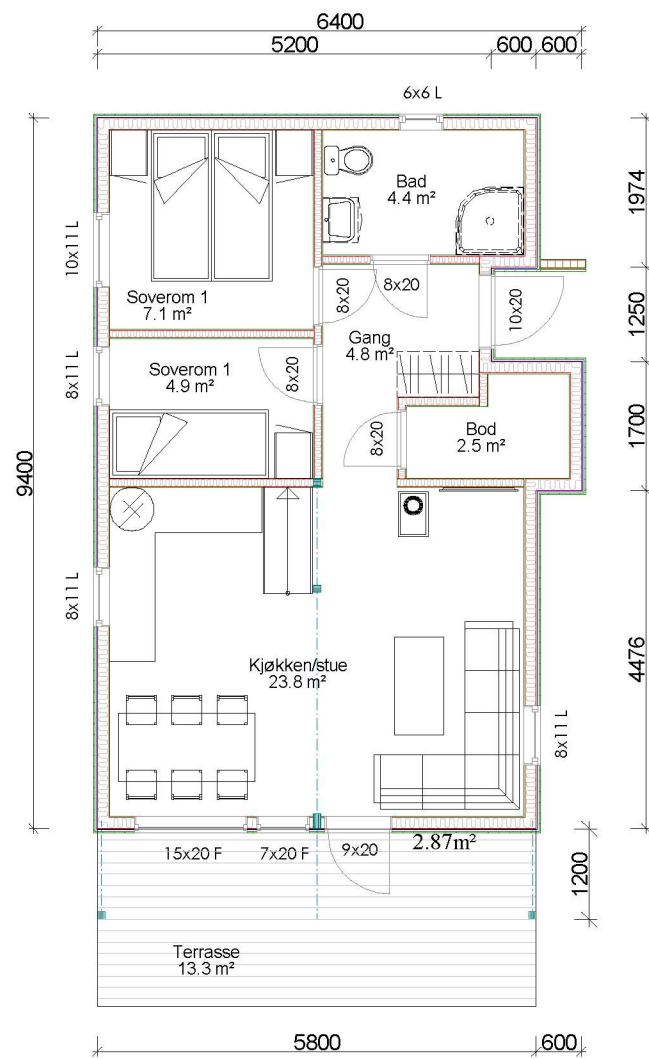 6400
5200
600
600
6x6 L
9400
1974
1250
1700
4476
1200
10x11 L
8x11 L
8x11 L
8x11 L
Bad
4.4 m²
Soverom 1
7.1 m²
8x20
8x20
10x20
Gang
4.8 m²
Soverom 1
4.9 m²
8x20
8x20
Bod
2.5 m²
Kjøkken/stue
23.8 m²
15x20 F
7x20 F
9x20
2.87m²
Terrasse
13.3 m²
5800
600